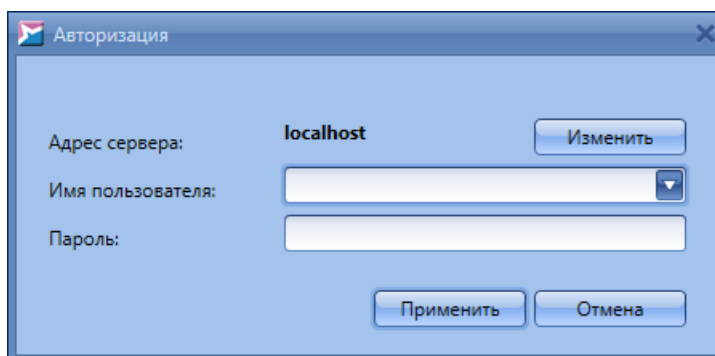 Авторизация
Адрес сервера: localhost Изменить
Имя пользователя:
Пароль:
Применить Отмена